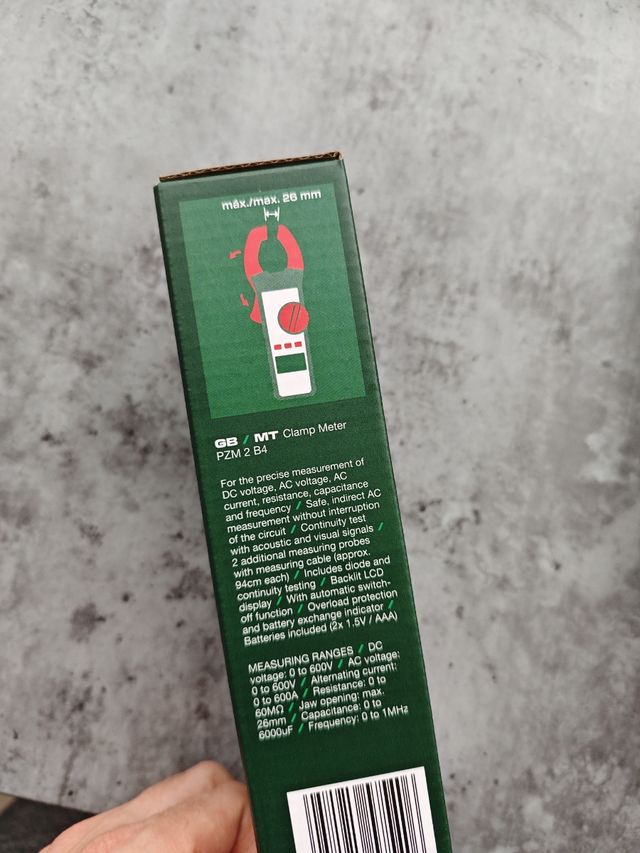 máx./max. 26 mm
GB / MT Clamp Meter
PZM 2 B4
For the precise measurement of
DC voltage, AC voltage, AC
current, resistance, capacitance
and frequency / Safe, indirect AC
measurement without interruption
of the circuit / Continuity test
with acoustic and visual signals /
2 additional measuring probes
with measuring cable (approx.
94cm each) / Includes diode and
continuity testing / Backlit LCD
display / With automatic switch-
off function / Overload protection
and battery exchange indicator /
Batteries included (2x 1.5V / AAA)
MEASURING RANGES / DC
voltage: 0 to 600V / AC voltage:
0 to 600V / Alternating current:
0 to 600A / Resistance: 0 to
60MΩ / Jaw opening: max.
26mm / Capacitance: 0 to
6000uF / Frequency: 0 to 1MHz